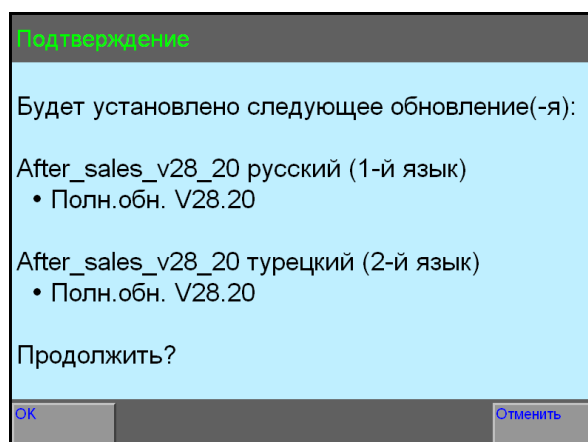 Подтверждение
Будет установлено следующее обновление(-я):
After_sales_v28_20 русский (1-й язык)
• Полн.обн. V28.20
After_sales_v28_20 турецкий (2-й язык)
• Полн.обн. V28.20
Продолжить?
OK
Отменить